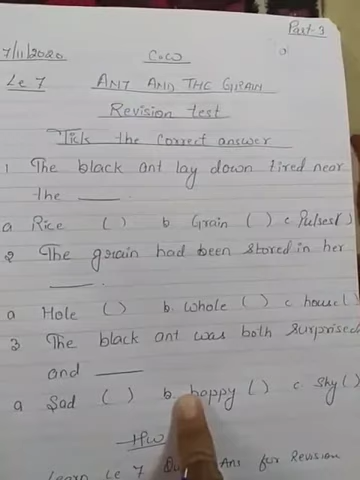 Part-3
7/11/2020 C.W
Le 7 ANT AND THE GRAIN
Revision test
Tick the correct answer
1 The black ant lay down tired near
the ____.
a Rice ( ) b Grain ( ) c Pulses( )
2 The grain had been stored in her
____.
a Hole ( ) b. whole ( ) c house( )
3 The black ant was both surprised
and ____
a Sad ( ) b. happy ( ) c Shy ( )
H.W
Learn Le 7 Ans for Revision